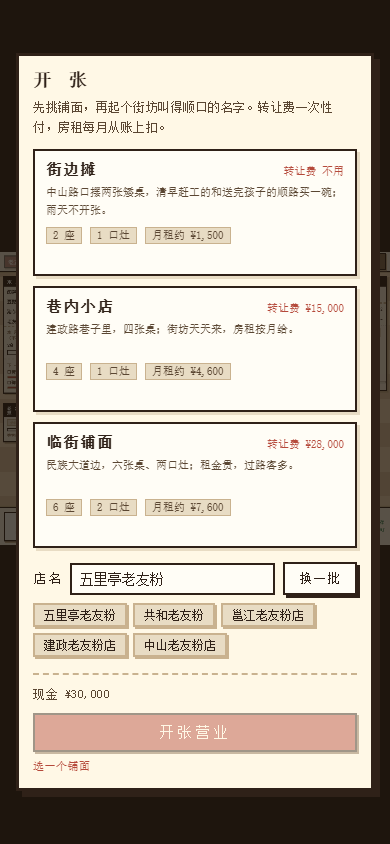 开 张
先挑铺面，再起个街坊叫得顺口的名字。转让费一次性
付，房租每月从账上扣。
街边摊 转让费 不用
中山路口摆两张矮桌，清早赶工的和送完孩子的顺路买一碗；
雨天不开张。
2 座 1 口灶 月租约 ¥1,500
巷内小店 转让费 ¥15,000
建政路巷子里，四张桌；街坊天天来，房租按月给。
4 座 1 口灶 月租约 ¥4,600
临街铺面 转让费 ¥28,000
民族大道边，六张桌、两口灶；租金贵，过路客多。
6 座 2 口灶 月租约 ¥7,600
店名 五里亭老友粉 换一批
五里亭老友粉 共和老友粉 邕江老友粉店
建政老友粉店 中山老友粉店
现金 ¥30,000
开张营业
选一个铺面